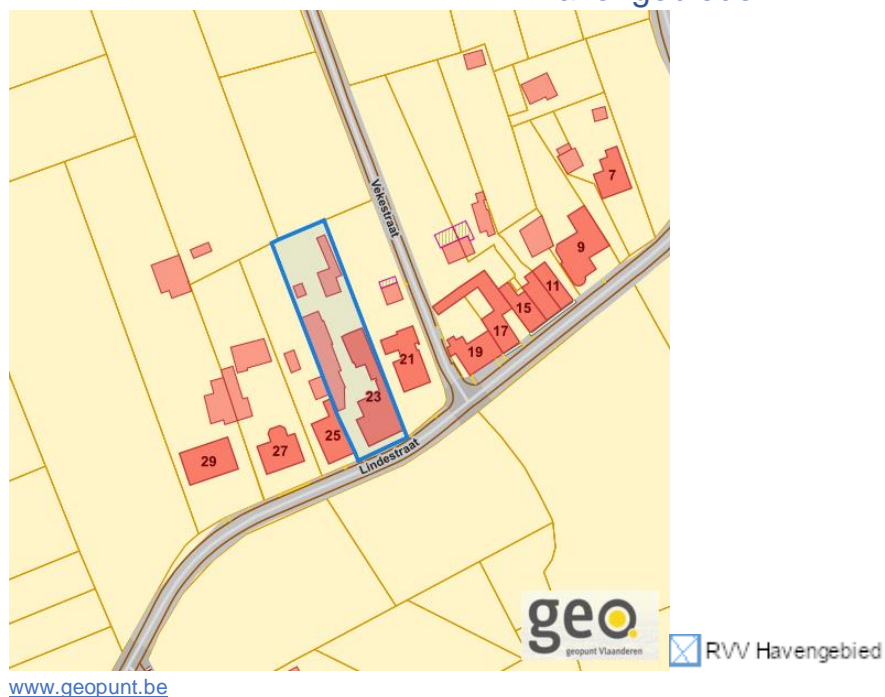 Vekestraat
7
9
11
15
17
19
21
23
25
27
29
Lindestraat
geo.
geopunt Vlaanderen
RVV Havengebied
www.geopunt.be